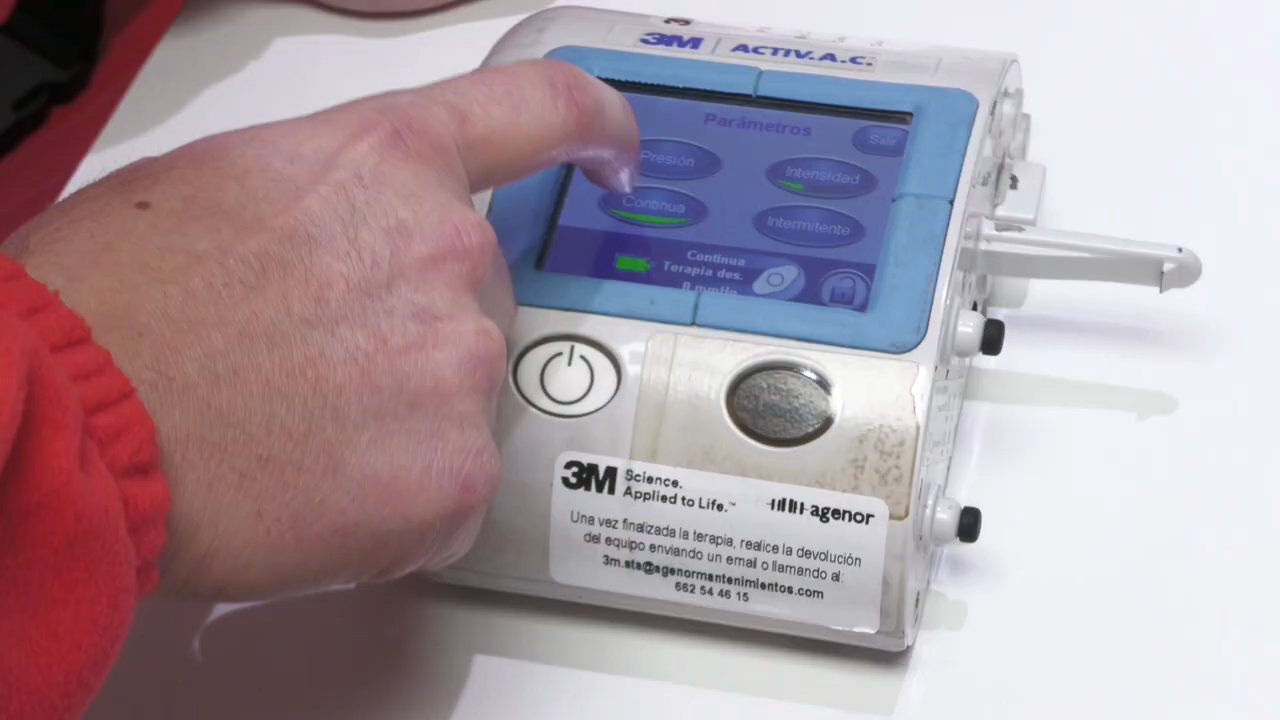 3M | ACTIV.A.C.
Parámetros
Salir
Presión
Intensidad
Continua
Intermitente
Continua
Terapia des.
0 mmHg
3M Science.
Applied to Life.™
agenor
Una vez finalizada la terapia, realice la devolución
del equipo enviando un email o llamando al:
3m.sta@agenormantenimientos.com
662 54 46 15